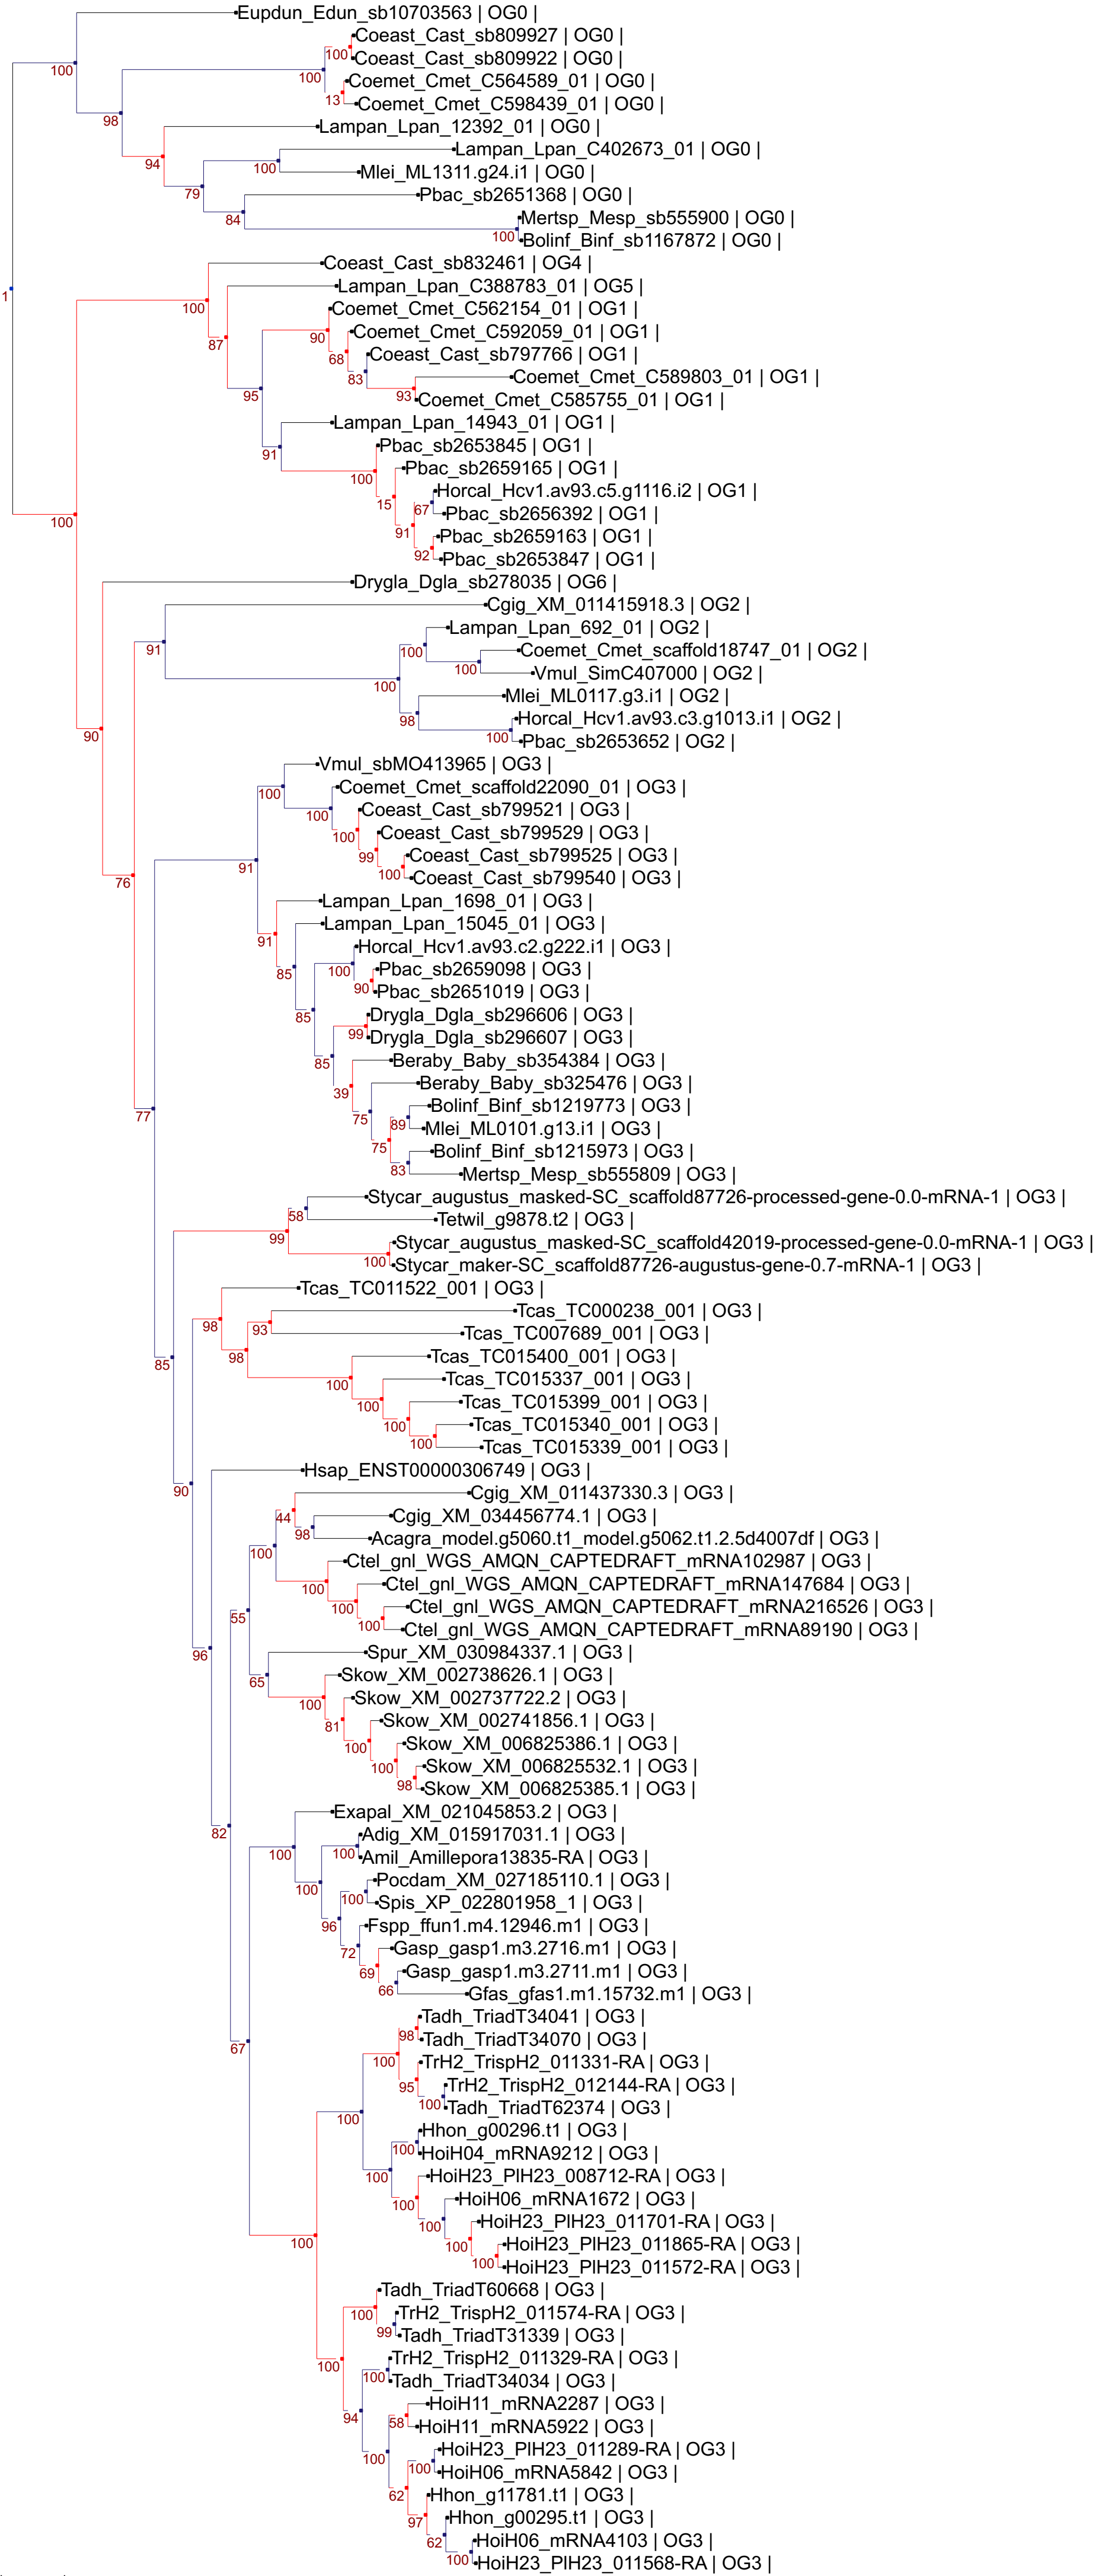 Eupdun_Edun_sb10703563 | OG0 |
Coeast_Cast_sb809927 | OG0 |
100
Coeast_Cast_sb809922 | OG0 |
100
100
Coemet_Cmet_C564589_01 | OG0 |
13
Coemet_Cmet_C598439_01 | OG0 |
98
Lampan_Lpan_12392_01 | OG0 |
Lampan_Lpan_C402673_01 | OG0 |
94
100
Mlei_ML1311.g24.i1 | OG0 |
79
Pbac_sb2651368 | OG0 |
84
Mertsp_Mesp_sb555900 | OG0 |
100
Bolinf_Binf_sb1167872 | OG0 |
Coeast_Cast_sb832461 | OG4 |
1
Lampan_Lpan_C388783_01 | OG5 |
100
Coemet_Cmet_C562154_01 | OG1 |
90
Coemet_Cmet_C592059_01 | OG1 |
87
68
Coeast_Cast_sb797766 | OG1 |
83
Coemet_Cmet_C589803_01 | OG1 |
95
93
Coemet_Cmet_C585755_01 | OG1 |
Lampan_Lpan_14943_01 | OG1 |
91
Pbac_sb2653845 | OG1 |
100
Pbac_sb2659165 | OG1 |
Horcal_Hcv1.av93.c5.g1116.i2 | OG1 |
15
67
Pbac_sb2656392 | OG1 |
100
91
Pbac_sb2659163 | OG1 |
92
Pbac_sb2653847 | OG1 |
Drygla_Dgla_sb278035 | OG6 |
Cgig_XM_011415918.3 | OG2 |
Lampan_Lpan_692_01 | OG2 |
91
100
Coemet_Cmet_scaffold18747_01 | OG2 |
100
Vmul_SimC407000 | OG2 |
100
Mlei_ML0117.g3.i1 | OG2 |
98
Horcal_Hcv1.av93.c3.g1013.i1 | OG2 |
90
100
Pbac_sb2653652 | OG2 |
Vmul_sbMO413965 | OG3 |
100
Coemet_Cmet_scaffold22090_01 | OG3 |
100
Coeast_Cast_sb799521 | OG3 |
100
Coeast_Cast_sb799529 | OG3 |
99
Coeast_Cast_sb799525 | OG3 |
91
100
76
Coeast_Cast_sb799540 | OG3 |
Lampan_Lpan_1698_01 | OG3 |
91
Lampan_Lpan_15045_01 | OG3 |
Horcal_Hcv1.av93.c2.g222.i1 | OG3 |
85
100
Pbac_sb2659098 | OG3 |
90
Pbac_sb2651019 | OG3 |
85
Drygla_Dgla_sb296606 | OG3 |
99
Drygla_Dgla_sb296607 | OG3 |
85
Beraby_Baby_sb354384 | OG3 |
39
Beraby_Baby_sb325476 | OG3 |
77
75
Bolinf_Binf_sb1219773 | OG3 |
89
Mlei_ML0101.g13.i1 | OG3 |
75
Bolinf_Binf_sb1215973 | OG3 |
83
Mertsp_Mesp_sb555809 | OG3 |
Stycar_augustus_masked-SC_scaffold87726-processed-gene-0.0-mRNA-1 | OG3 |
58
Tetwil_g9878.t2 | OG3 |
99
Stycar_augustus_masked-SC_scaffold42019-processed-gene-0.0-mRNA-1 | OG3 |
100
Stycar_maker-SC_scaffold87726-augustus-gene-0.7-mRNA-1 | OG3 |
Tcas_TC011522_001 | OG3 |
98
Tcas_TC000238_001 | OG3 |
93
Tcas_TC007689_001 | OG3 |
85
98
Tcas_TC015400_001 | OG3 |
100
Tcas_TC015337_001 | OG3 |
100
Tcas_TC015399_001 | OG3 |
100
Tcas_TC015340_001 | OG3 |
100
Tcas_TC015339_001 | OG3 |
Hsap_ENST00000306749 | OG3 |
90
Cgig_XM_011437330.3 | OG3 |
44
Cgig_XM_034456774.1 | OG3 |
98
Acagra_model.g5060.t1_model.g5062.t1.2.5d4007df | OG3 |
100
Ctel_gnl_WGS_AMQN_CAPTEDRAFT_mRNA102987 | OG3 |
100
Ctel_gnl_WGS_AMQN_CAPTEDRAFT_mRNA147684 | OG3 |
100
Ctel_gnl_WGS_AMQN_CAPTEDRAFT_mRNA216526 | OG3 |
55
100
Ctel_gnl_WGS_AMQN_CAPTEDRAFT_mRNA89190 | OG3 |
96
Spur_XM_030984337.1 | OG3 |
65
Skow_XM_002738626.1 | OG3 |
100
Skow_XM_002737722.2 | OG3 |
81
Skow_XM_002741856.1 | OG3 |
100
Skow_XM_006825386.1 | OG3 |
100
Skow_XM_006825532.1 | OG3 |
98
Skow_XM_006825385.1 | OG3 |
Exapal_XM_021045853.2 | OG3 |
82
Adig_XM_015917031.1 | OG3 |
100
100
Amil_Amillepora13835-RA | OG3 |
Pocdam_XM_027185110.1 | OG3 |
100
100
Spis_XP_022801958_1 | OG3 |
96
Fspp_ffun1.m4.12946.m1 | OG3 |
72
Gasp_gasp1.m3.2716.m1 | OG3 |
69
Gasp_gasp1.m3.2711.m1 | OG3 |
66
Gfas_gfas1.m1.15732.m1 | OG3 |
Tadh_TriadT34041 | OG3 |
98
67
Tadh_TriadT34070 | OG3 |
100
TrH2_TrispH2_011331-RA | OG3 |
95
TrH2_TrispH2_012144-RA | OG3 |
100
Tadh_TriadT62374 | OG3 |
100
Hhon_g00296.t1 | OG3 |
100
HoiH04_mRNA9212 | OG3 |
100
HoiH23_PlH23_008712-RA | OG3 |
100
HoiH06_mRNA1672 | OG3 |
100
HoiH23_PlH23_011701-RA | OG3 |
100
100
HoiH23_PlH23_011865-RA | OG3 |
100
HoiH23_PlH23_011572-RA | OG3 |
Tadh_TriadT60668 | OG3 |
100
TrH2_TrispH2_011574-RA | OG3 |
99
Tadh_TriadT31339 | OG3 |
100
TrH2_TrispH2_011329-RA | OG3 |
100
Tadh_TriadT34034 | OG3 |
HoiH11_mRNA2287 | OG3 |
94
58
HoiH11_mRNA5922 | OG3 |
HoiH23_PlH23_011289-RA | OG3 |
100
100
HoiH06_mRNA5842 | OG3 |
62
Hhon_g11781.t1 | OG3 |
97
Hhon_g00295.t1 | OG3 |
62
HoiH06_mRNA4103 | OG3 |
100
HoiH23_PlH23_011568-RA | OG3 |